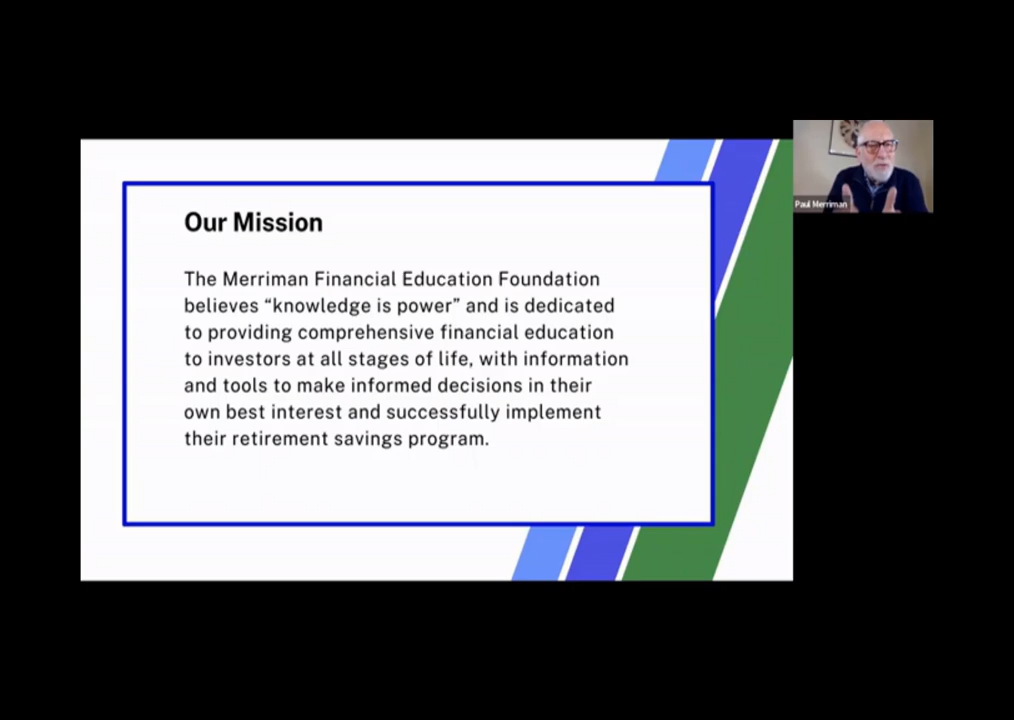 Our Mission
The Merriman Financial Education Foundation
believes “knowledge is power” and is dedicated
to providing comprehensive financial education
to investors at all stages of life, with information
and tools to make informed decisions in their
own best interest and successfully implement
their retirement savings program.
Paul Merriman